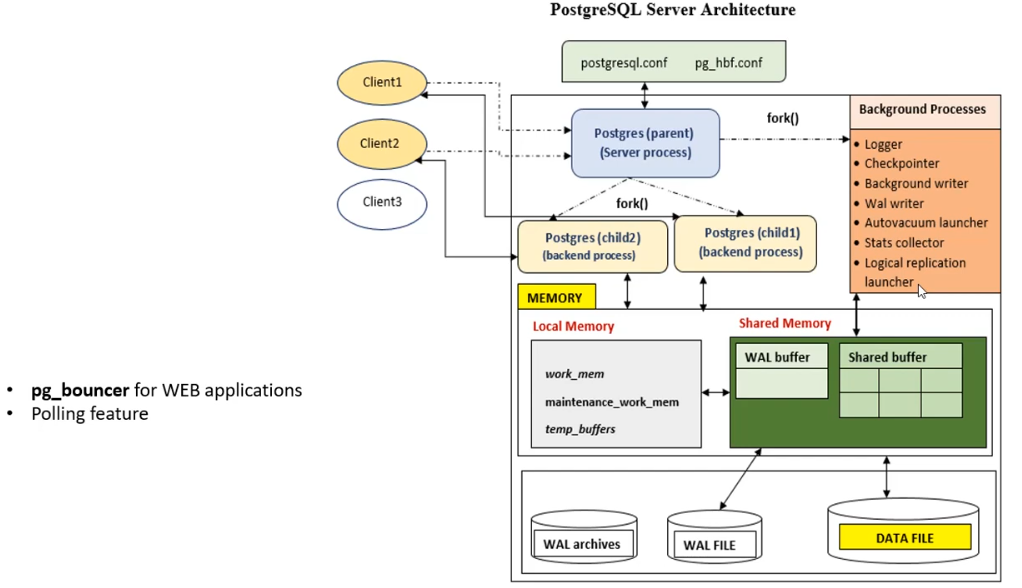 PostgreSQL Server Architecture
postgresql.conf pg_hbf.conf
Client1
Client2
Client3
Postgres (parent)
(Server process)
fork()
Background Processes
• Logger
• Checkpointer
• Background writer
• Wal writer
• Autovacuum launcher
• Stats collector
• Logical replication
launcher
fork()
Postgres (child2)
(backend process)
Postgres (child1)
(backend process)
MEMORY
Local Memory
work_mem
maintenance_work_mem
temp_buffers
Shared Memory
WAL buffer
Shared buffer
• pg_bouncer for WEB applications
• Polling feature
WAL archives
WAL FILE
DATA FILE